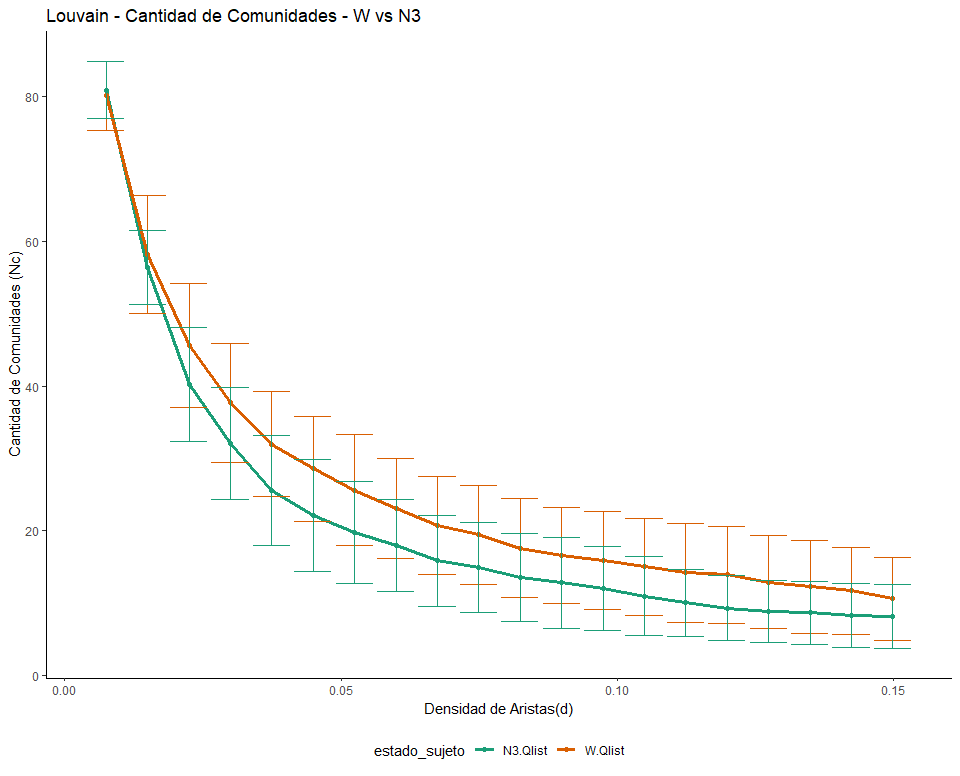 Louvain - Cantidad de Comunidades - W vs N3
Cantidad de Comunidades (Nc)
80
60
40
20
0
0.00
0.05
0.10
0.15
Densidad de Aristas(d)
estado_sujeto N3.Qlist W.Qlist